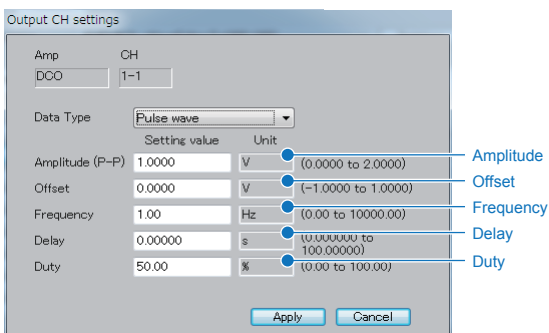 Output CH settings
Amp CH
DCO 1-1
Data Type Pulse wave
Setting value Unit
Amplitude (P-P) 1.0000 V (0.0000 to 2.0000) Amplitude
Offset 0.0000 V (-1.0000 to 1.0000) Offset
Frequency 1.00 Hz (0.00 to 10000.00) Frequency
Delay 0.00000 s (0.000000 to 100.00000) Delay
Duty 50.00 % (0.00 to 100.00) Duty
Apply Cancel